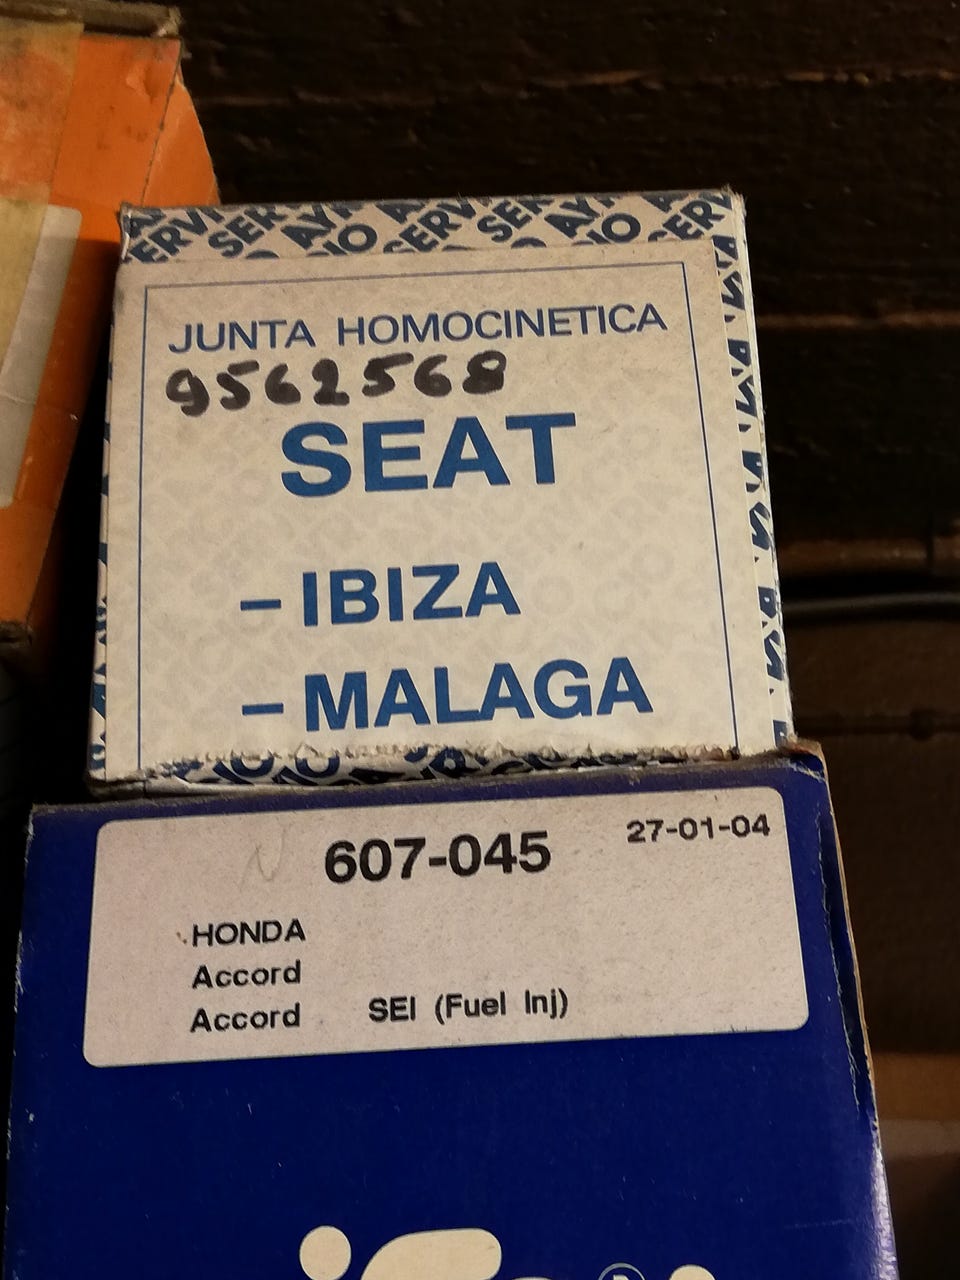 JUNTA HOMOCINETICA
9562568
SEAT
– IBIZA
– MALAGA
607-045
27-01-04
HONDA
Accord
Accord SEI (Fuel Inj)